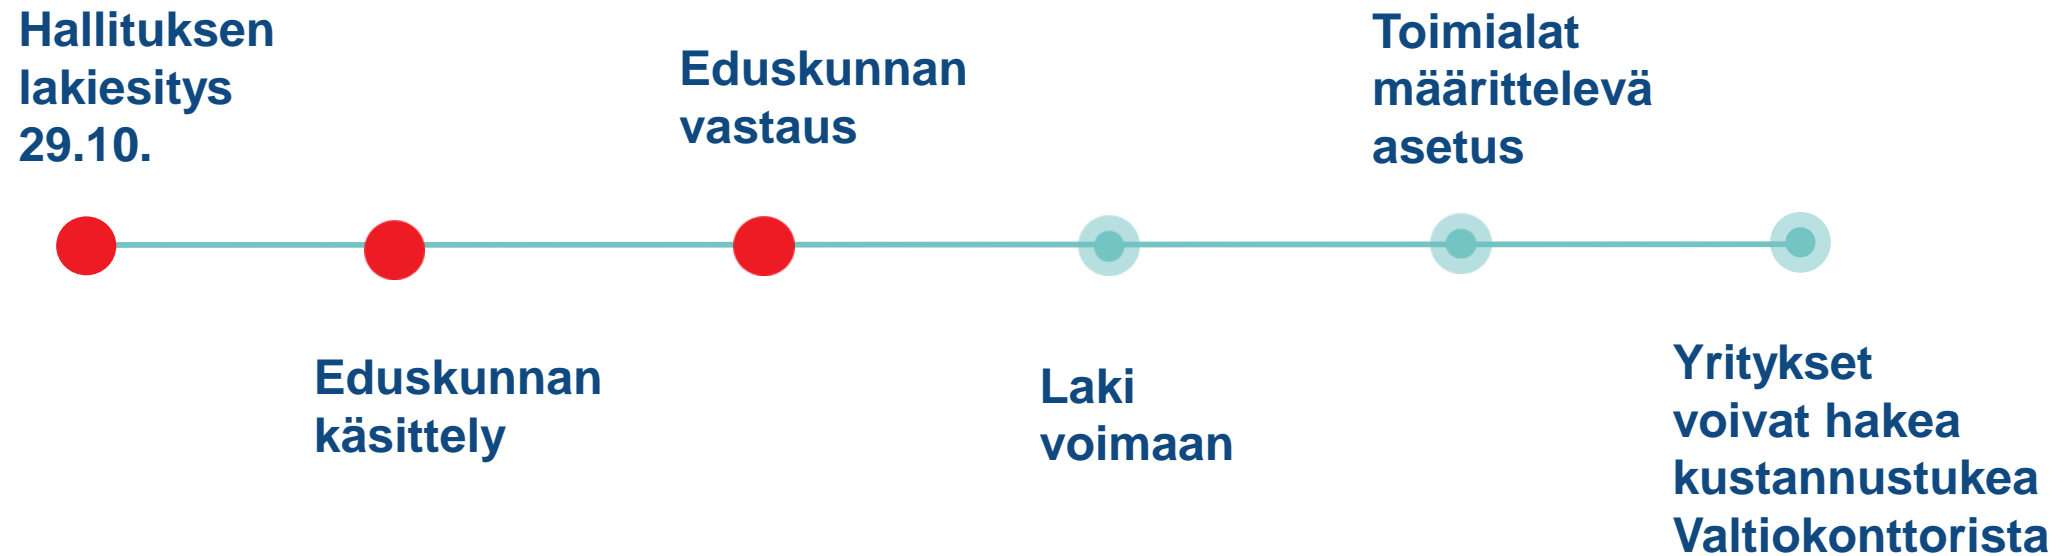 Hallituksen
lakiesitys
29.10.
Eduskunnan
käsittely
Eduskunnan
vastaus
Laki
voimaan
Toimialat
määrittelevä
asetus
Yritykset
voivat hakea
kustannustukea
Valtiokonttorista